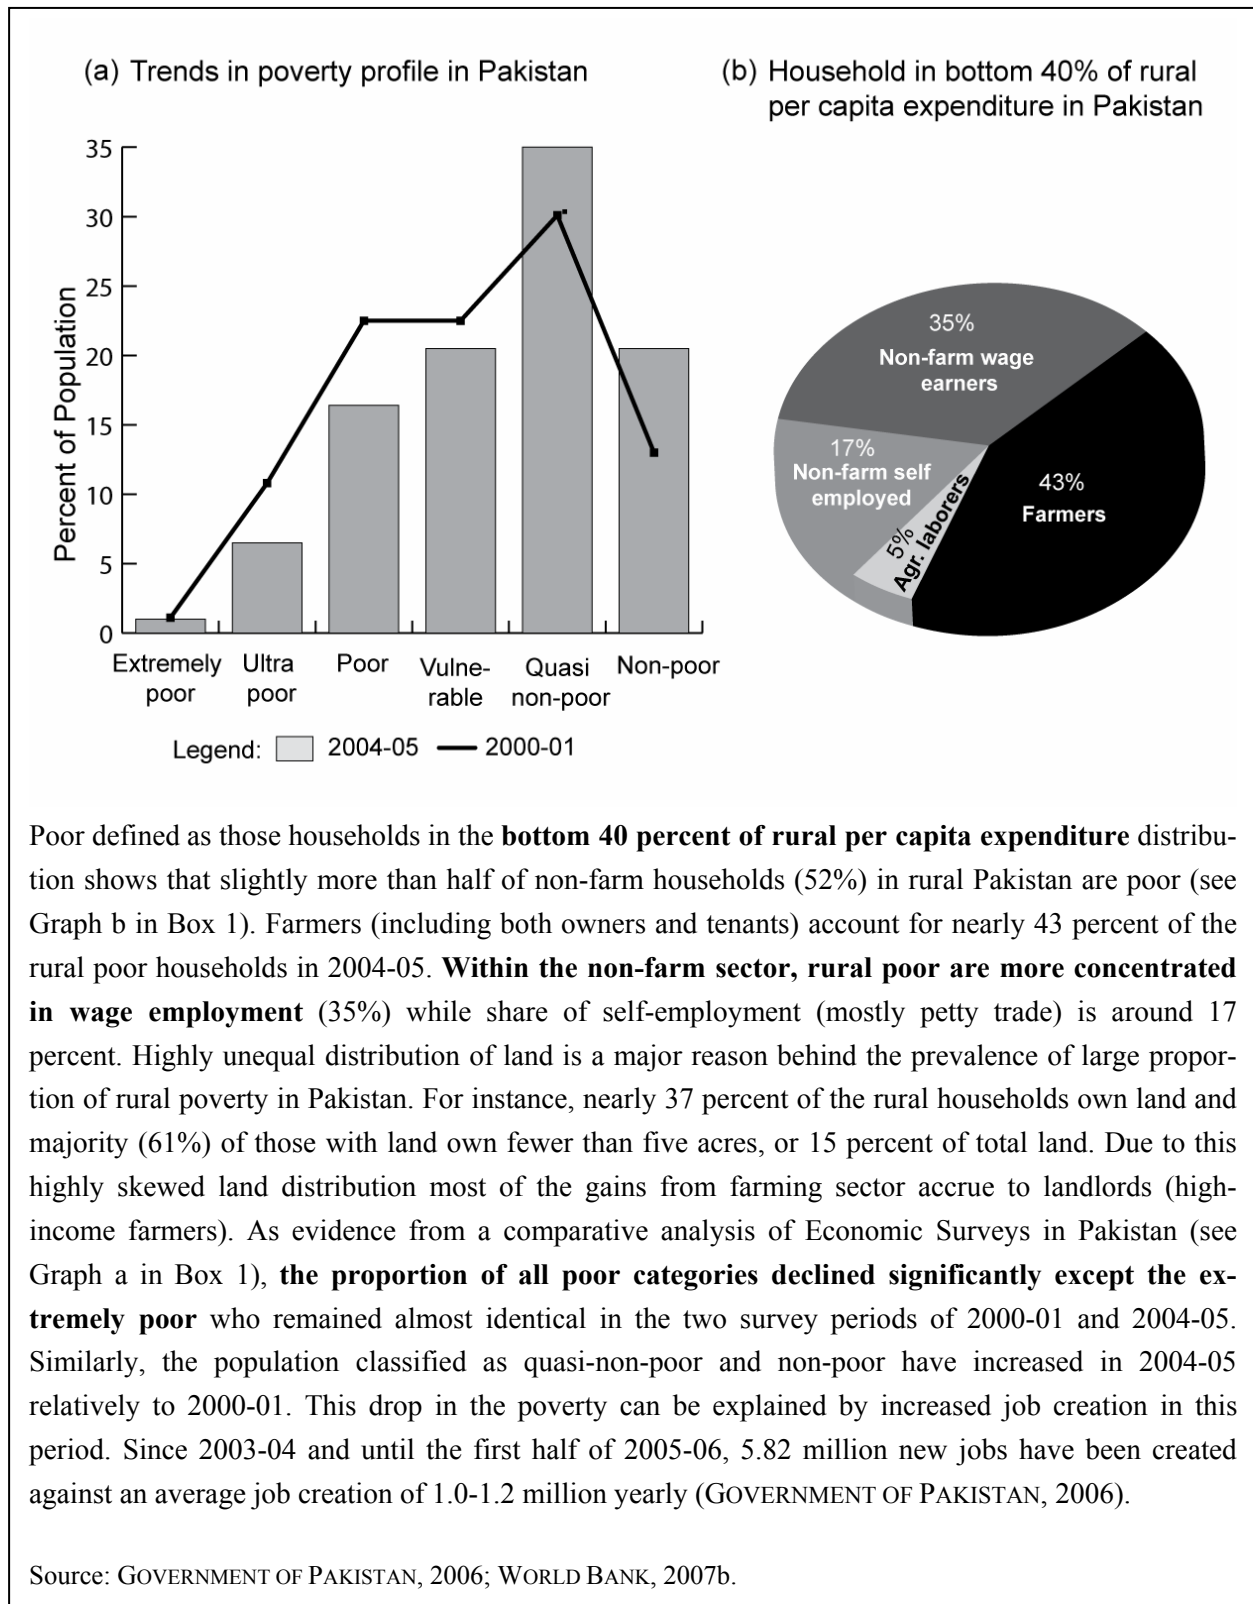 (a) Trends in poverty profile in Pakistan
(b) Household in bottom 40% of rural
per capita expenditure in Pakistan
Percent of Population
35
30
25
20
15
10
5
0
Extremely
poor
Ultra
poor
Poor
Vulne-
rable
Quasi
non-poor
Non-poor
Legend: 2004-05 2000-01
35%
Non-farm wage
earners
17%
Non-farm self
employed
5%
Agr. laborers
43%
Farmers
Poor defined as those households in the bottom 40 percent of rural per capita expenditure distribu-
tion shows that slightly more than half of non-farm households (52%) in rural Pakistan are poor (see
Graph b in Box 1). Farmers (including both owners and tenants) account for nearly 43 percent of the
rural poor households in 2004-05. Within the non-farm sector, rural poor are more concentrated
in wage employment (35%) while share of self-employment (mostly petty trade) is around 17
percent. Highly unequal distribution of land is a major reason behind the prevalence of large propor-
tion of rural poverty in Pakistan. For instance, nearly 37 percent of the rural households own land and
majority (61%) of those with land own fewer than five acres, or 15 percent of total land. Due to this
highly skewed land distribution most of the gains from farming sector accrue to landlords (high-
income farmers). As evidence from a comparative analysis of Economic Surveys in Pakistan (see
Graph a in Box 1), the proportion of all poor categories declined significantly except the ex-
tremely poor who remained almost identical in the two survey periods of 2000-01 and 2004-05.
Similarly, the population classified as quasi-non-poor and non-poor have increased in 2004-05
relatively to 2000-01. This drop in the poverty can be explained by increased job creation in this
period. Since 2003-04 and until the first half of 2005-06, 5.82 million new jobs have been created
against an average job creation of 1.0-1.2 million yearly (GOVERNMENT OF PAKISTAN, 2006).
Source: GOVERNMENT OF PAKISTAN, 2006; WORLD BANK, 2007b.